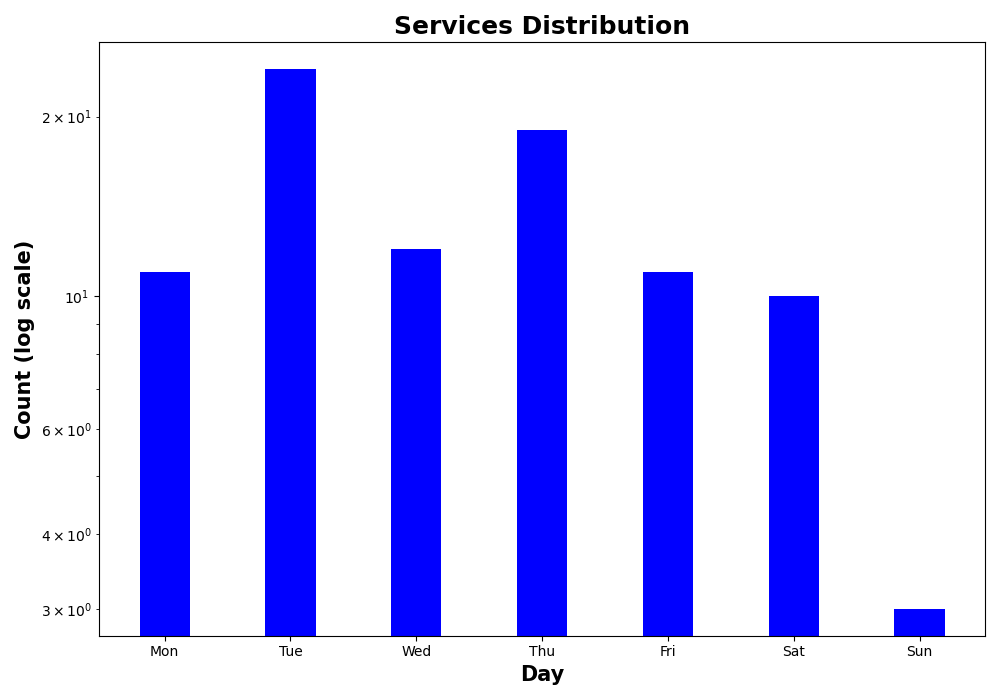 Services Distribution
Count (log scale)
2 × 10¹
10¹
6 × 10⁰
4 × 10⁰
3 × 10⁰
Mon Tue Wed Thu Fri Sat Sun
Day